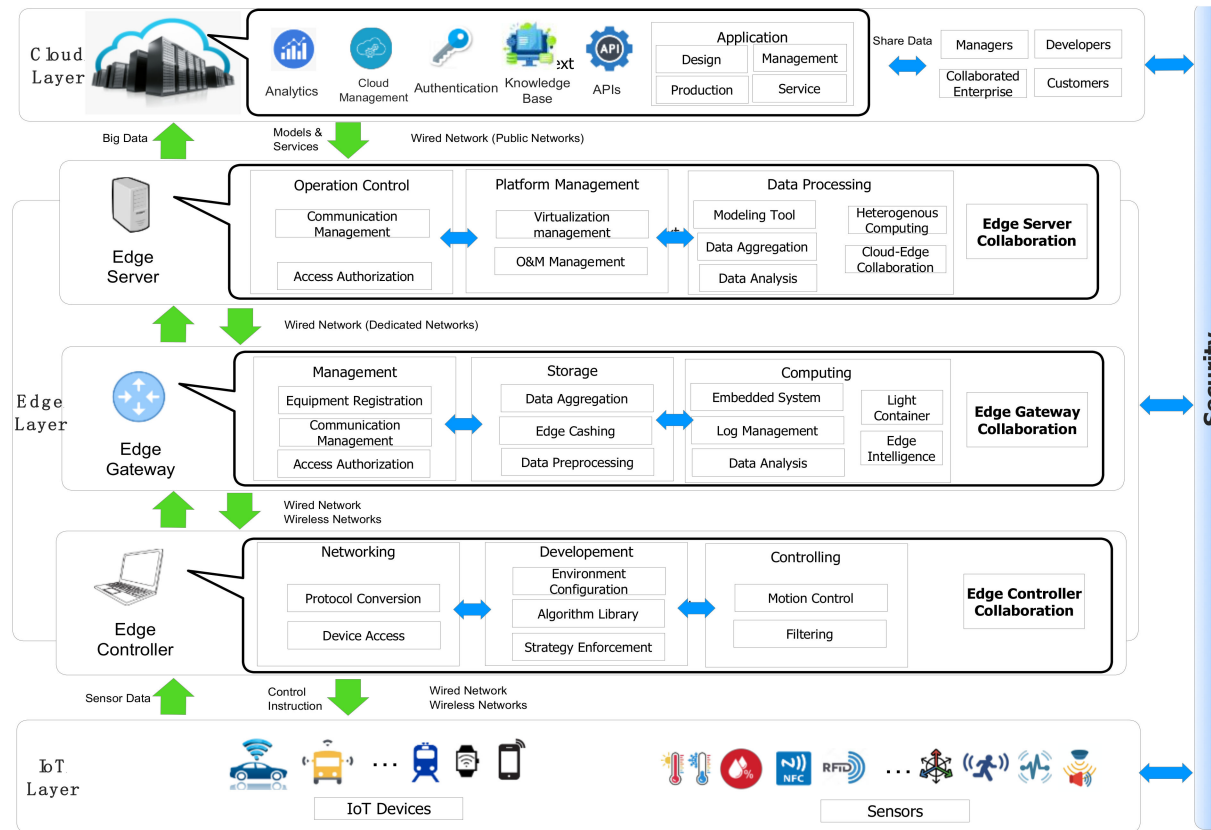 Cloud
Layer
Analytics
Cloud
Management
Authentication
Knowledge
Base
ext
API
APIs
Application
Design
Management
Production
Service
Share Data
Managers
Developers
Collaborated
Enterprise
Customers
Big Data
Models &
Services
Wired Network (Public Networks)
Edge
Server
Operation Control
Communication
Management
Access Authorization
Platform Management
Virtualization
management
O&M Management
Data Processing
Modeling Tool
Data Aggregation
Data Analysis
Heterogenous
Computing
Cloud-Edge
Collaboration
Edge Server
Collaboration
Wired Network (Dedicated Networks)
Edge
Layer
Edge
Gateway
Management
Equipment Registration
Communication
Management
Access Authorization
Storage
Data Aggregation
Edge Cashing
Data Preprocessing
Computing
Embedded System
Log Management
Data Analysis
Light
Container
Edge
Intelligence
Edge Gateway
Collaboration
Security
Wired Network
Wireless Networks
Edge
Controller
Networking
Protocol Conversion
Device Access
Developement
Environment
Configuration
Algorithm Library
Strategy Enforcement
Controlling
Motion Control
Filtering
Edge Controller
Collaboration
Sensor Data
Control
Instruction
Wired Network
Wireless Networks
IoT
Layer
...
IoT Devices
%
NFC
RFID
...
Sensors